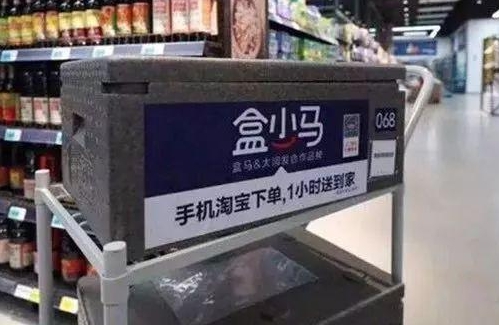 盒小马
盒马&大润发合作品牌
手机淘宝下单,1小时送到家
068